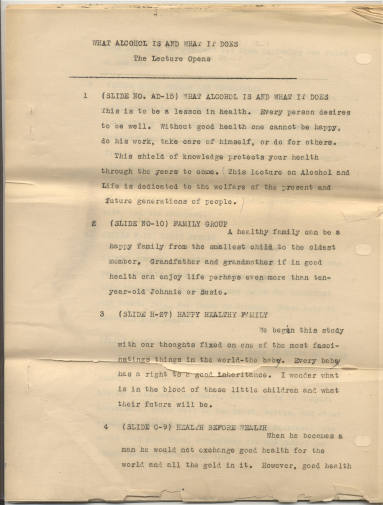 WHAT ALCOHOL IS AND WHAT IT DOES
The Lecture Opens
1 (SLIDE NO. AD-15) WHAT ALCOHOL IS AND WHAT IT DOES
This is to be a lesson in health. Every person desires
to be well. Without good health one cannot be happy,
do his work, take care of himself, or do for others.
This shield of knowledge protects your health
through the years to come. This lecture on Alcohol and
Life is dedicated to the welfare of the present and
future generations of people.
2 (SLIDE NO-10) FAMILY GROUP
A healthy family can be a
happy family from the smallest child to the oldest
member. Grandfather and grandmother if in good
health can enjoy life perhaps even more than ten-
year-old Johnnie or Susie.
3 (SLIDE H-27) HAPPY HEALTHY FAMILY
We began this study
with our thoughts fixed on one of the most fasci-
natings things in the world-the baby. Every baby
has a right to a good inheritance. I wonder what
is in the blood of these little children and what
their future will be.
4 (SLIDE C-9) HEALTH BEFORE WEALTH
When he becomes a
man he would not exchange good health for the
world and all the gold in it. However, good health